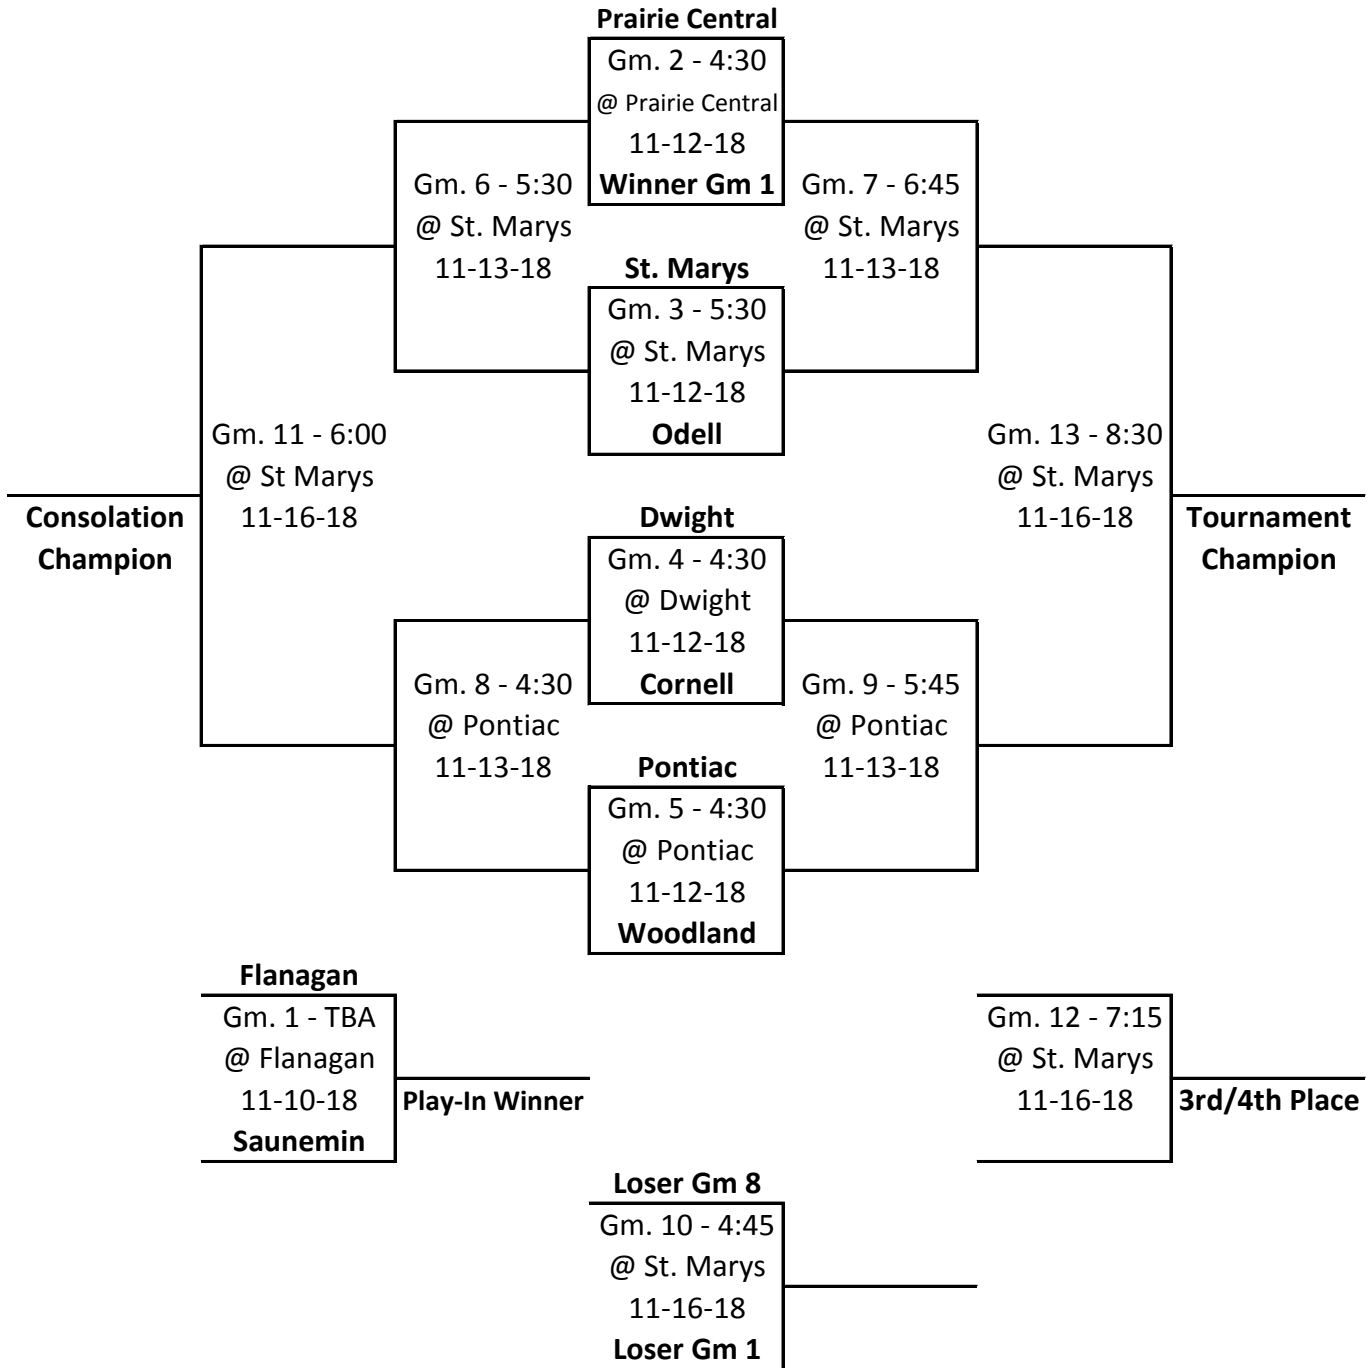 Prairie Central
Gm. 2 - 4:30
@ Prairie Central
11-12-18
Winner Gm 1
Gm. 6 - 5:30
@ St. Marys
11-13-18
Gm. 7 - 6:45
@ St. Marys
11-13-18
St. Marys
Gm. 3 - 5:30
@ St. Marys
11-12-18
Odell
Gm. 11 - 6:00
@ St Marys
11-16-18
Consolation
Champion
Gm. 13 - 8:30
@ St. Marys
11-16-18
Tournament
Champion
Dwight
Gm. 4 - 4:30
@ Dwight
11-12-18
Cornell
Gm. 8 - 4:30
@ Pontiac
11-13-18
Gm. 9 - 5:45
@ Pontiac
11-13-18
Pontiac
Gm. 5 - 4:30
@ Pontiac
11-12-18
Woodland
Flanagan
Gm. 1 - TBA
@ Flanagan
11-10-18
Saunemin
Play-In Winner
Gm. 12 - 7:15
@ St. Marys
11-16-18
3rd/4th Place
Loser Gm 8
Gm. 10 - 4:45
@ St. Marys
11-16-18
Loser Gm 1